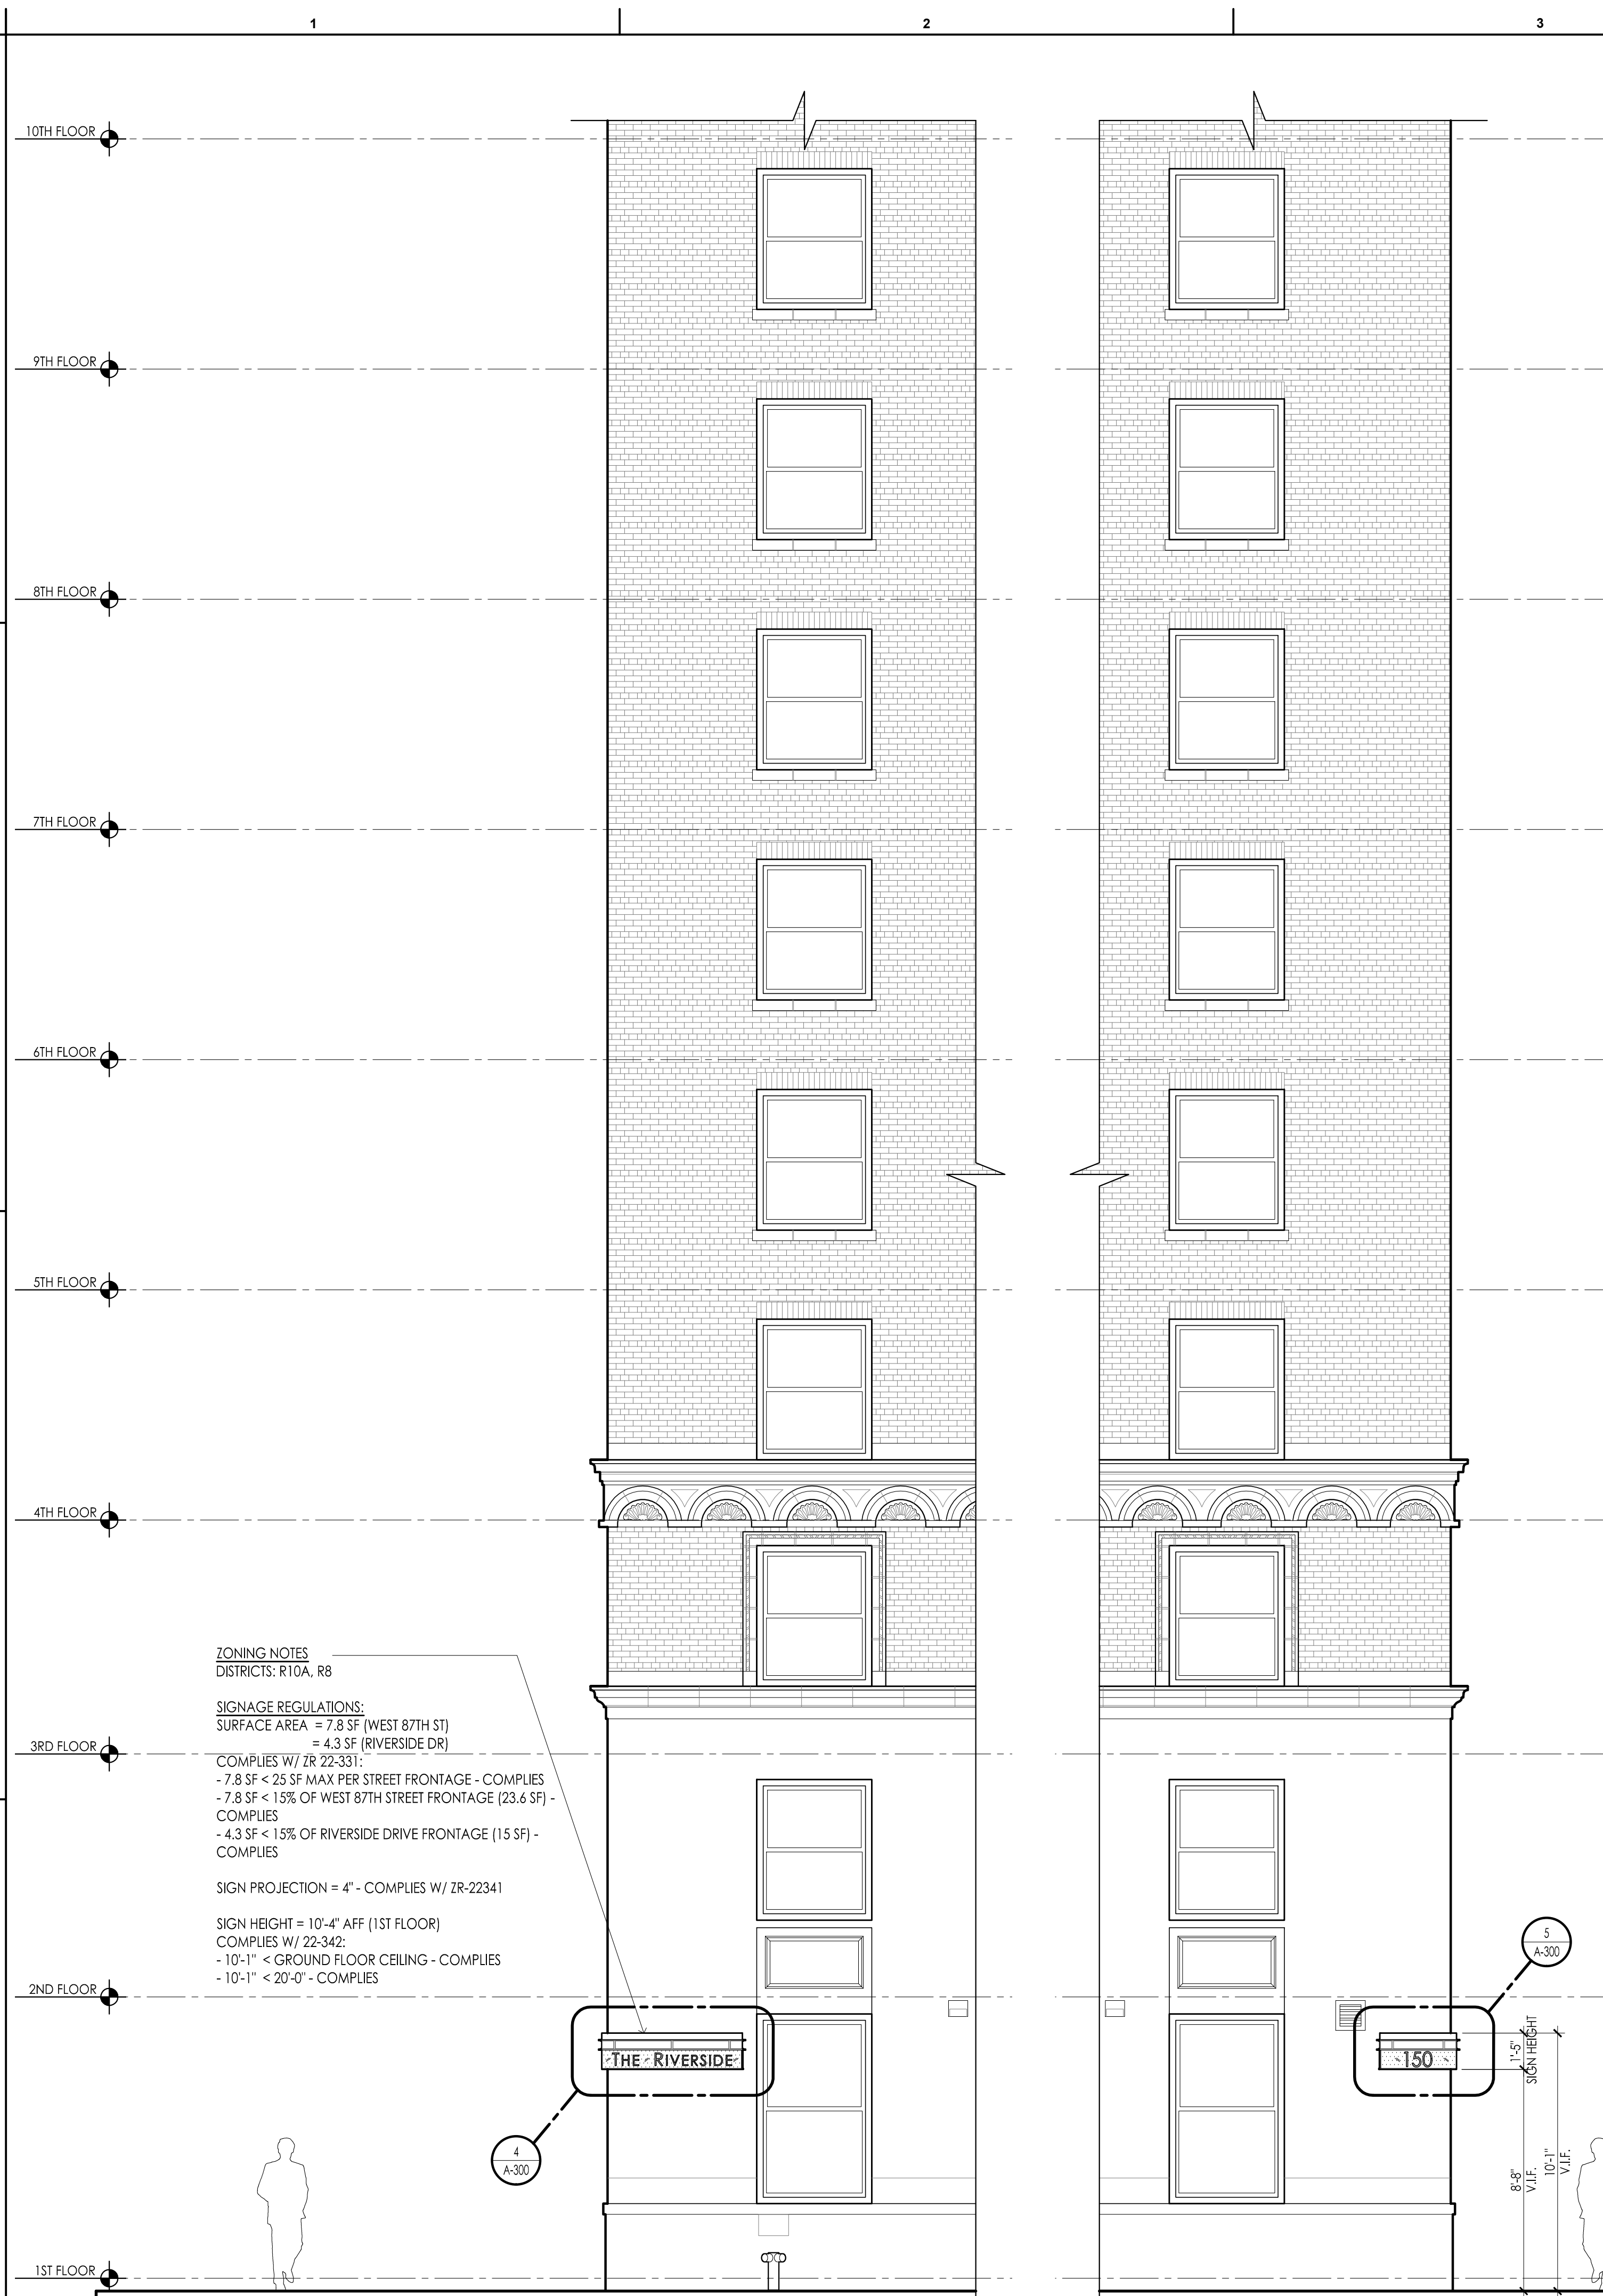 1
2
3
10TH FLOOR
9TH FLOOR
8TH FLOOR
7TH FLOOR
6TH FLOOR
5TH FLOOR
4TH FLOOR
ZONING NOTES
DISTRICTS: R10A, R8
SIGNAGE REGULATIONS:
SURFACE AREA = 7.8 SF (WEST 87TH ST)
= 4.3 SF (RIVERSIDE DR)
COMPLIES W/ ZR 22-331:
- 7.8 SF < 25 SF MAX PER STREET FRONTAGE - COMPLIES
- 7.8 SF < 15% OF WEST 87TH STREET FRONTAGE (23.6 SF) -
COMPLIES
- 4.3 SF < 15% OF RIVERSIDE DRIVE FRONTAGE (15 SF) -
COMPLIES
SIGN PROJECTION = 4" - COMPLIES W/ ZR-22341
SIGN HEIGHT = 10'-4" AFF (1ST FLOOR)
COMPLIES W/ 22-342:
- 10'-1" < GROUND FLOOR CEILING - COMPLIES
- 10'-1" < 20'-0" - COMPLIES
3RD FLOOR
2ND FLOOR
THE RIVERSIDE
4
A-300
150
5
A-300
1'-5"
SIGN HEIGHT
8'-8"
V.I.F.
10'-1"
V.I.F.
1ST FLOOR